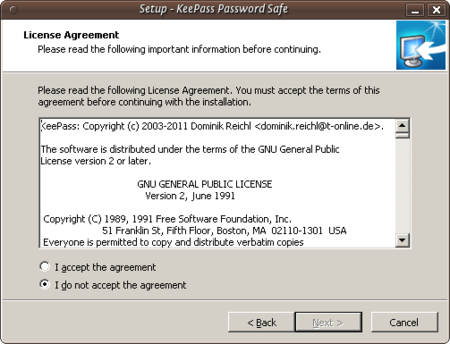 Setup - KeePass Password Safe
License Agreement
Please read the following important information before continuing.
Please read the following License Agreement. You must accept the terms of this
agreement before continuing with the installation.
KeePass: Copyright (c) 2003-2011 Dominik Reichl <dominik.reichl@t-online.de>.
The software is distributed under the terms of the GNU General Public
License version 2 or later.
GNU GENERAL PUBLIC LICENSE
Version 2, June 1991
Copyright (C) 1989, 1991 Free Software Foundation, Inc.
51 Franklin St, Fifth Floor, Boston, MA 02110-1301 USA
Everyone is permitted to copy and distribute verbatim copies
I accept the agreement
I do not accept the agreement
< Back
Next >
Cancel